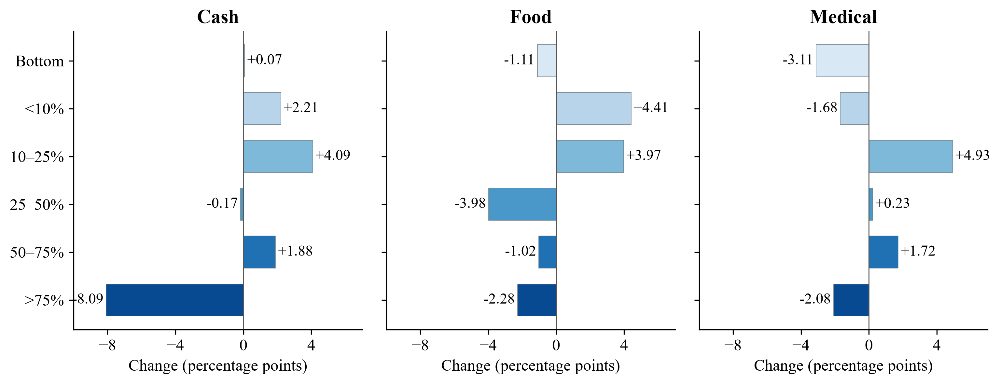 Cash
Food
Medical
Bottom
+0.07
-1.11
-3.11
<10%
+2.21
+4.41
-1.68
10–25%
+4.09
+3.97
+4.93
25–50%
-0.17
-3.98
+0.23
50–75%
+1.88
-1.02
+1.72
>75%
-8.09
-2.28
-2.08
−8 −4 0 4
−8 −4 0 4
−8 −4 0 4
Change (percentage points)
Change (percentage points)
Change (percentage points)